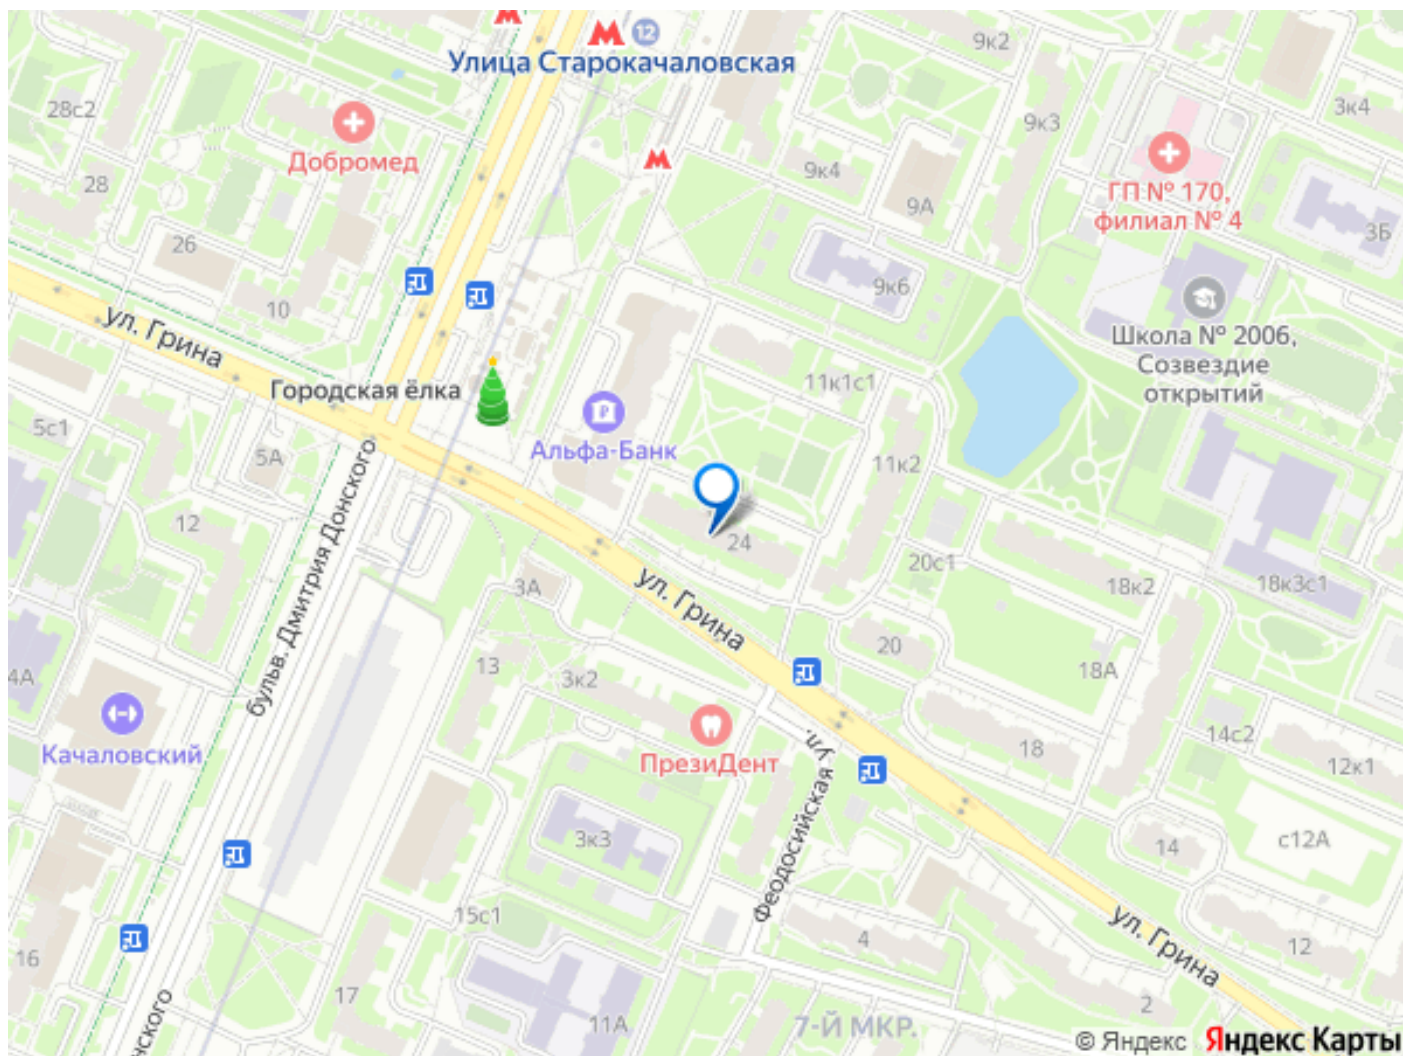 12
Улица Старокачаловская
9к2
28с2
3к4
9к3
Добромед
9к4
28
ГП № 170,
филиал № 4
9А
3Б
26
9к6
10
ул. Грина
Школа № 2006,
Созвездие
открытий
Городская ёлка
11к1с1
5с1
5А
Альфа-Банк
11к2
12
24
20с1
бульв. Дмитрия Донского
3А
ул. Грина
18к2
18к3с1
20
13
3к2
18А
4А
Качаловский
ПрезиДент
18
14с2
12к1
Феодосийская ул.
3к3
14
с12А
15с1
4
ул. Грина
12
16
17
2
11А
7-Й МКР.
нского
© Яндекс Яндекс Карты